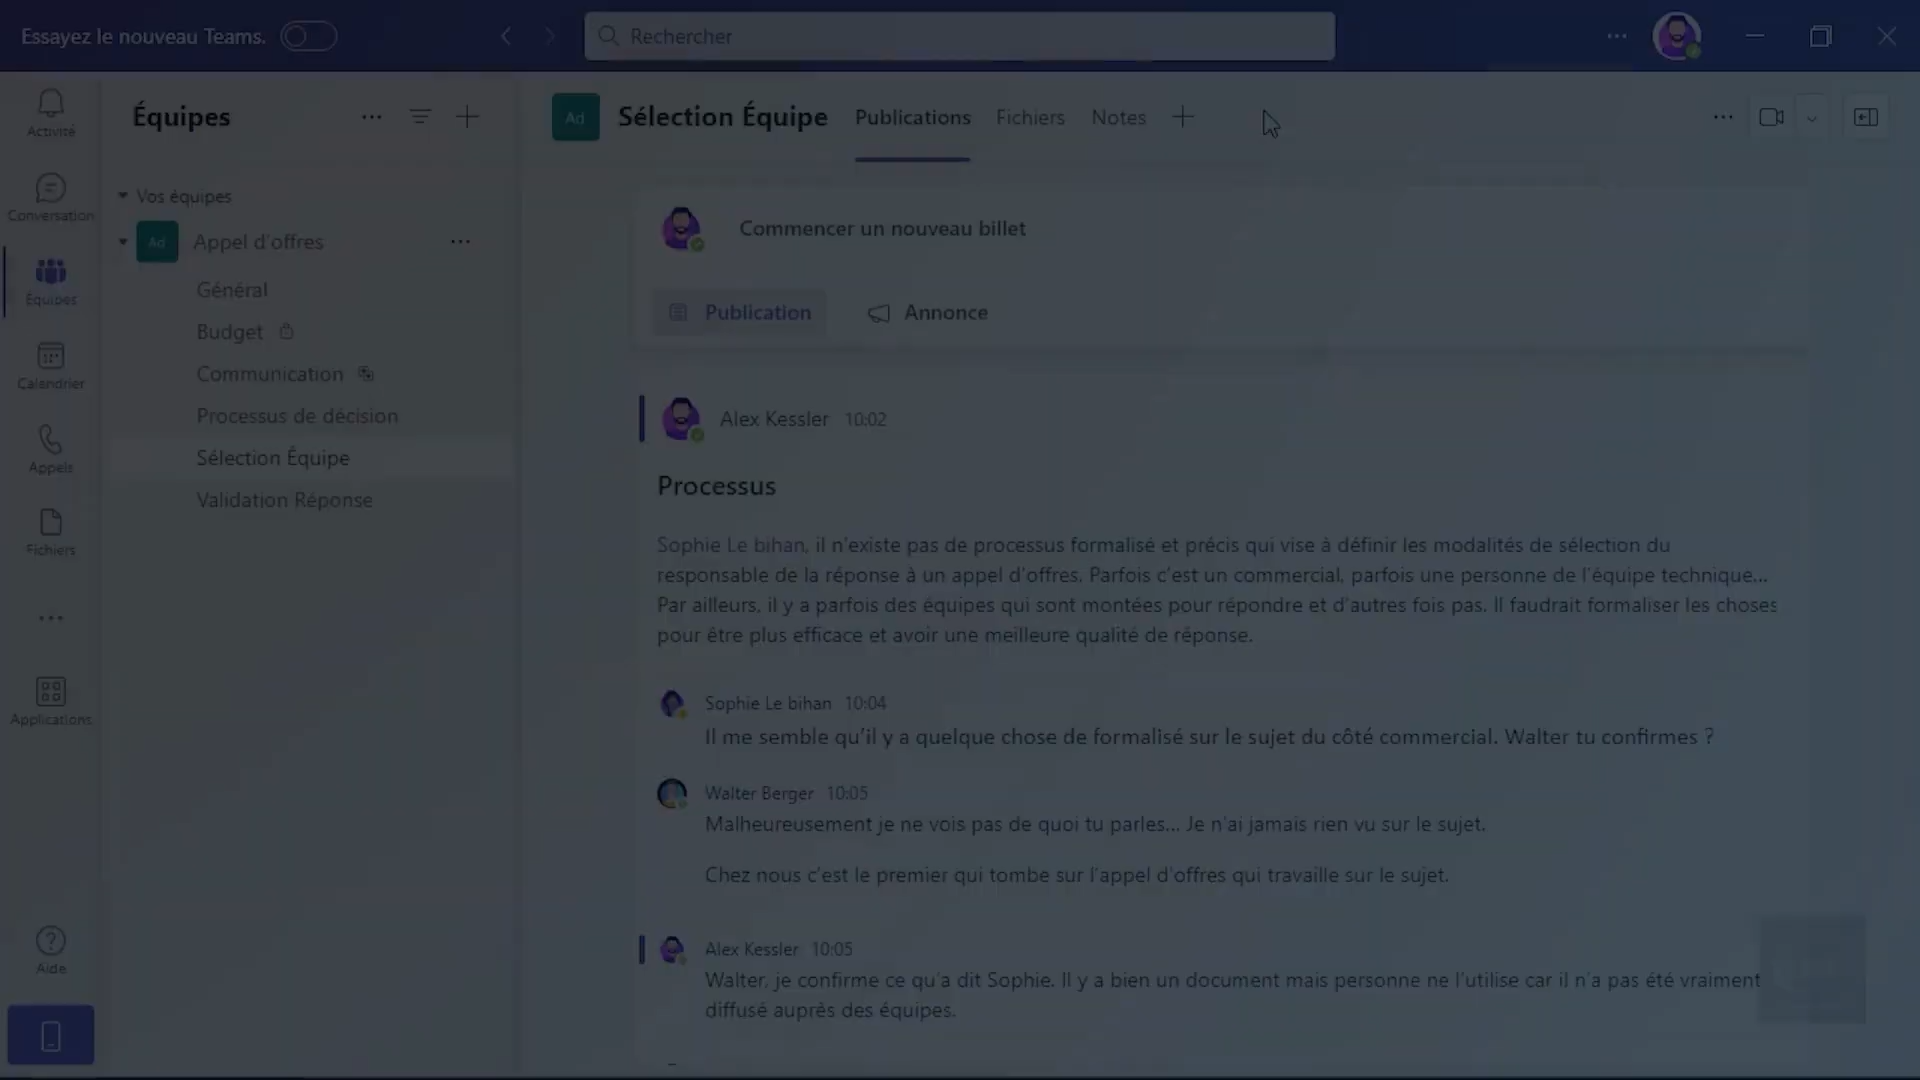 Essayez le nouveau Teams.
Rechercher
Activité
Conversation
Équipes
Calendrier
Appels
Fichiers
Applications
Aide
Équipes
Vos équipes
Ad
Appel d'offres
Général
Budget
Communication
Processus de décision
Sélection Équipe
Validation Réponse
Ad
Sélection Équipe
Publications
Fichiers
Notes
Commencer un nouveau billet
Publication
Annonce
Alex Kessler 10:02
Processus
Sophie Le bihan, il n'existe pas de processus formalisé et précis qui vise à définir les modalités de sélection du
responsable de la réponse à un appel d'offres. Parfois c'est un commercial, parfois une personne de l'équipe technique...
Par ailleurs, il y a parfois des équipes qui sont montées pour répondre et d'autres fois pas. Il faudrait formaliser les choses
pour être plus efficace et avoir une meilleure qualité de réponse.
Sophie Le bihan 10:04
Il me semble qu'il y a quelque chose de formalisé sur le sujet du côté commercial. Walter tu confirmes ?
Walter Berger 10:05
Malheureusement je ne vois pas de quoi tu parles... Je n'ai jamais rien vu sur le sujet.
Chez nous c'est le premier qui tombe sur l'appel d'offres qui travaille sur le sujet.
Alex Kessler 10:05
Walter, je confirme ce qu'a dit Sophie. Il y a bien un document mais personne ne l'utilise car il n'a pas été vraiment
diffusé auprès des équipes.